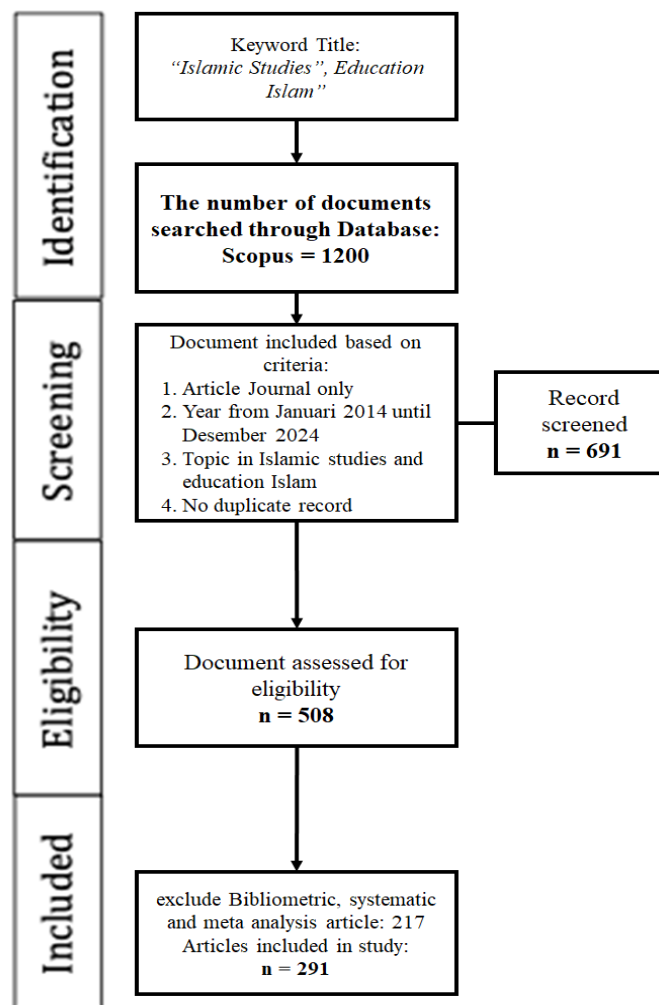 Identification
Keyword Title:
“Islamic Studies”, Education
Islam”
The number of documents
searched through Database:
Scopus = 1200
Screening
Document included based on
criteria:
1. Article Journal only
2. Year from Januari 2014 until
Desember 2024
3. Topic in Islamic studies and
education Islam
4. No duplicate record
Record
screened
n = 691
Eligibility
Document assessed for
eligibility
n = 508
Included
exclude Bibliometric, systematic
and meta analysis article: 217
Articles included in study:
n = 291